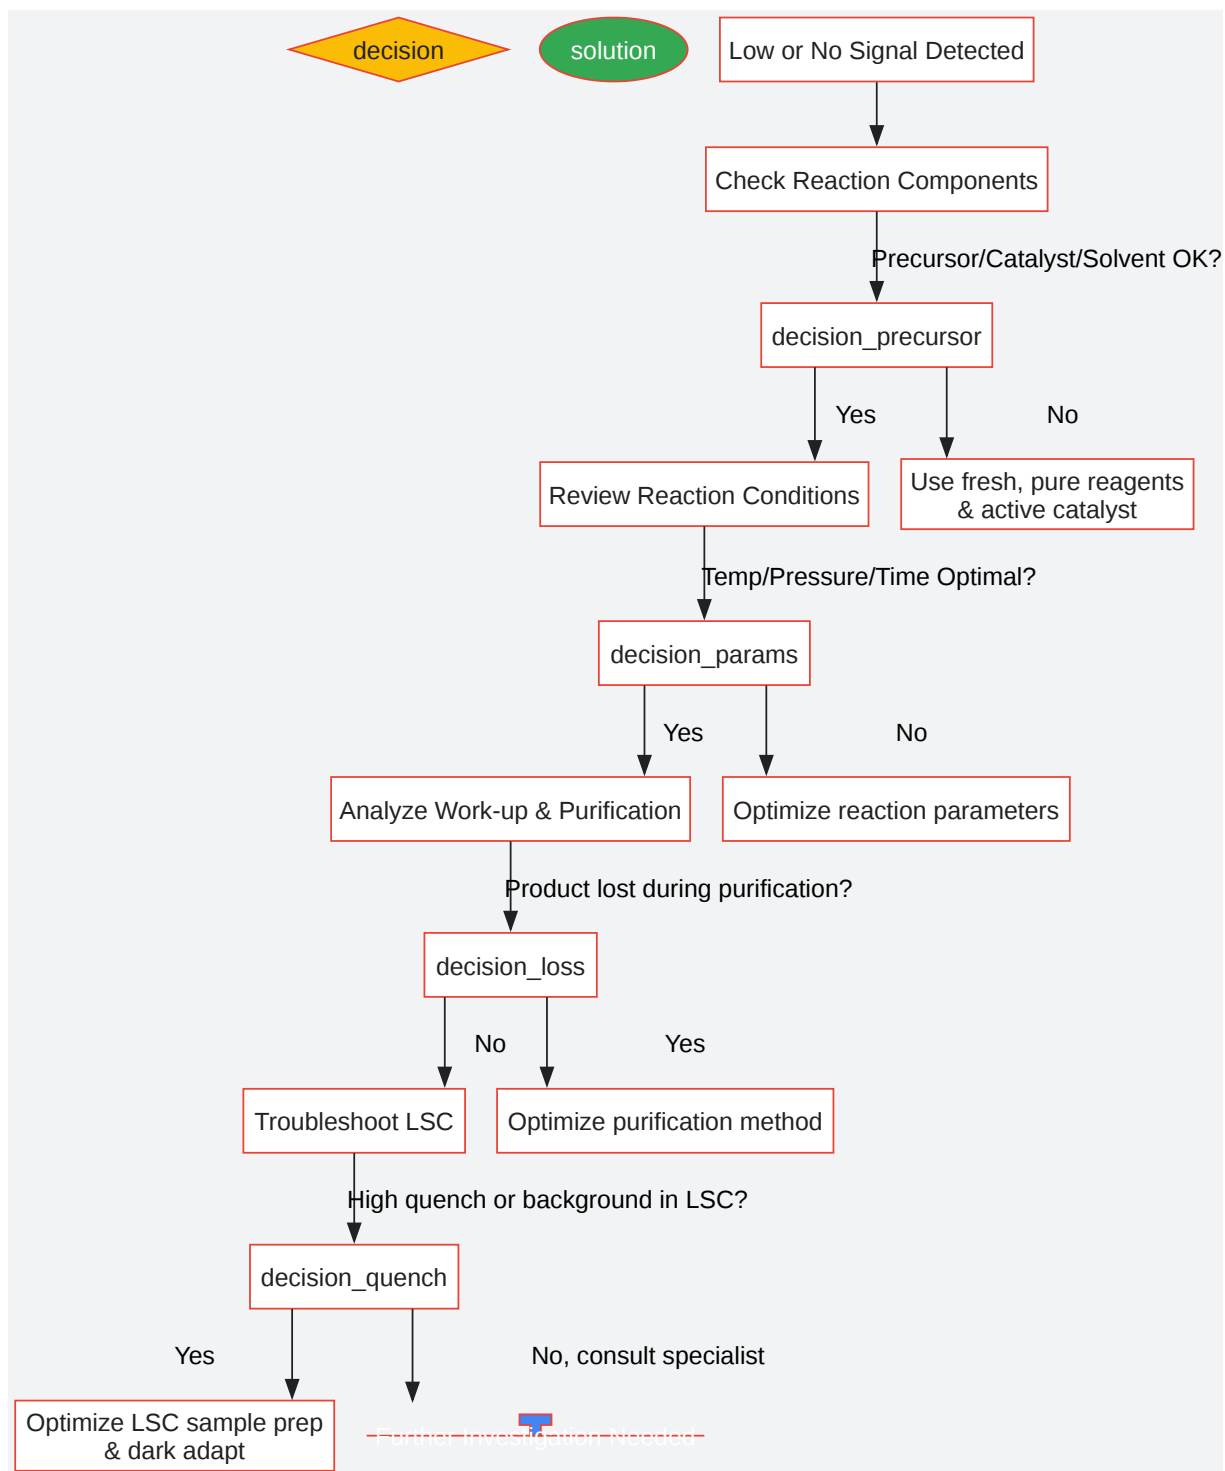 decision
solution
Low or No Signal Detected
Check Reaction Components
Precursor/Catalyst/Solvent OK?
decision_precursor
Yes
No
Review Reaction Conditions
Use fresh, pure reagents
& active catalyst
Temp/Pressure/Time Optimal?
decision_params
Yes
No
Analyze Work-up & Purification
Optimize reaction parameters
Product lost during purification?
decision_loss
No
Yes
Troubleshoot LSC
Optimize purification method
High quench or background in LSC?
decision_quench
Yes
No, consult specialist
Optimize LSC sample prep
& dark adapt
Further Investigation Needed